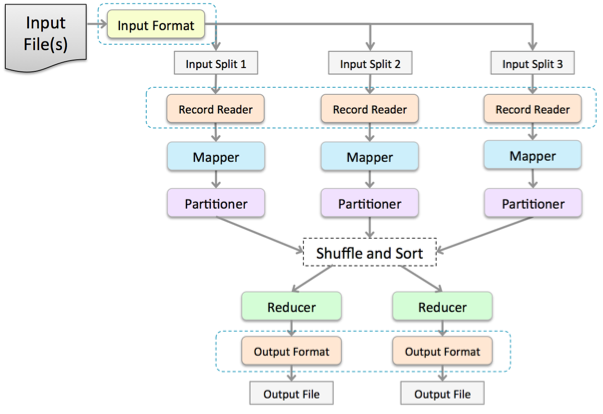 Input
File(s)
Input Format
Input Split 1
Input Split 2
Input Split 3
Record Reader
Record Reader
Record Reader
Mapper
Mapper
Mapper
Partitioner
Partitioner
Partitioner
Shuffle and Sort
Reducer
Reducer
Output Format
Output Format
Output File
Output File